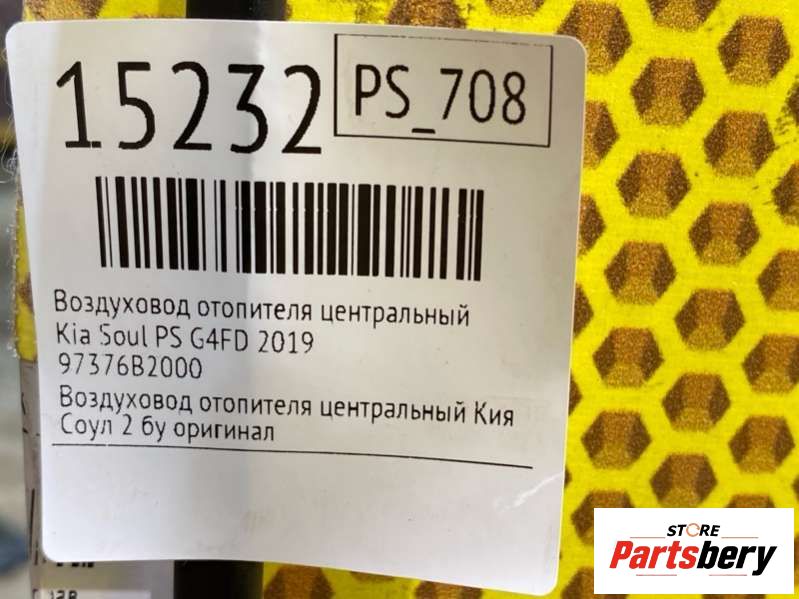 15232
PS_708
Воздуховод отопителя центральный
Kia Soul PS G4FD 2019
97376B2000
Воздуховод отопителя центральный Кия
Соул 2 бу оригинал
STORE
Partsbery